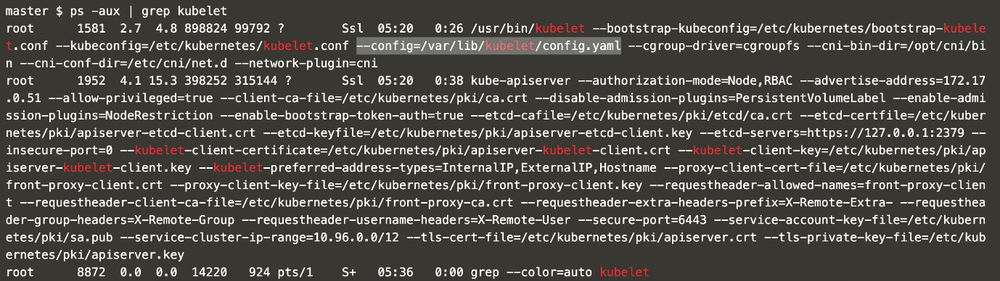 master $ ps -aux | grep kubelet
root      1581  2.7  4.8 898824 99792 ?        Ssl  05:20   0:26 /usr/bin/kubelet --bootstrap-kubeconfig=/etc/kubernetes/bootstrap-kubele
t.conf --kubeconfig=/etc/kubernetes/kubelet.conf --config=/var/lib/kubelet/config.yaml --cgroup-driver=cgroupfs --cni-bin-dir=/opt/cni/bi
n --cni-conf-dir=/etc/cni/net.d --network-plugin=cni
root      1952  4.1 15.3 398252 315144 ?       Ssl  05:20   0:38 kube-apiserver --authorization-mode=Node,RBAC --advertise-address=172.17
.0.51 --allow-privileged=true --client-ca-file=/etc/kubernetes/pki/ca.crt --disable-admission-plugins=PersistentVolumeLabel --enable-admi
ssion-plugins=NodeRestriction --enable-bootstrap-token-auth=true --etcd-cafile=/etc/kubernetes/pki/etcd/ca.crt --etcd-certfile=/etc/kuber
netes/pki/apiserver-etcd-client.crt --etcd-keyfile=/etc/kubernetes/pki/apiserver-etcd-client.key --etcd-servers=https://127.0.0.1:2379 --
insecure-port=0 --kubelet-client-certificate=/etc/kubernetes/pki/apiserver-kubelet-client.crt --kubelet-client-key=/etc/kubernetes/pki/ap
iserver-kubelet-client.key --kubelet-preferred-address-types=InternalIP,ExternalIP,Hostname --proxy-client-cert-file=/etc/kubernetes/pki/
front-proxy-client.crt --proxy-client-key-file=/etc/kubernetes/pki/front-proxy-client.key --requestheader-allowed-names=front-proxy-clien
t --requestheader-client-ca-file=/etc/kubernetes/pki/front-proxy-ca.crt --requestheader-extra-headers-prefix=X-Remote-Extra- --requesthea
der-group-headers=X-Remote-Group --requestheader-username-headers=X-Remote-User --secure-port=6443 --service-account-key-file=/etc/kubern
etes/pki/sa.pub --service-cluster-ip-range=10.96.0.0/12 --tls-cert-file=/etc/kubernetes/pki/apiserver.crt --tls-private-key-file=/etc/kub
ernetes/pki/apiserver.key
root      8872  0.0  0.0  14220   924 pts/1    S+   05:36   0:00 grep --color=auto kubelet